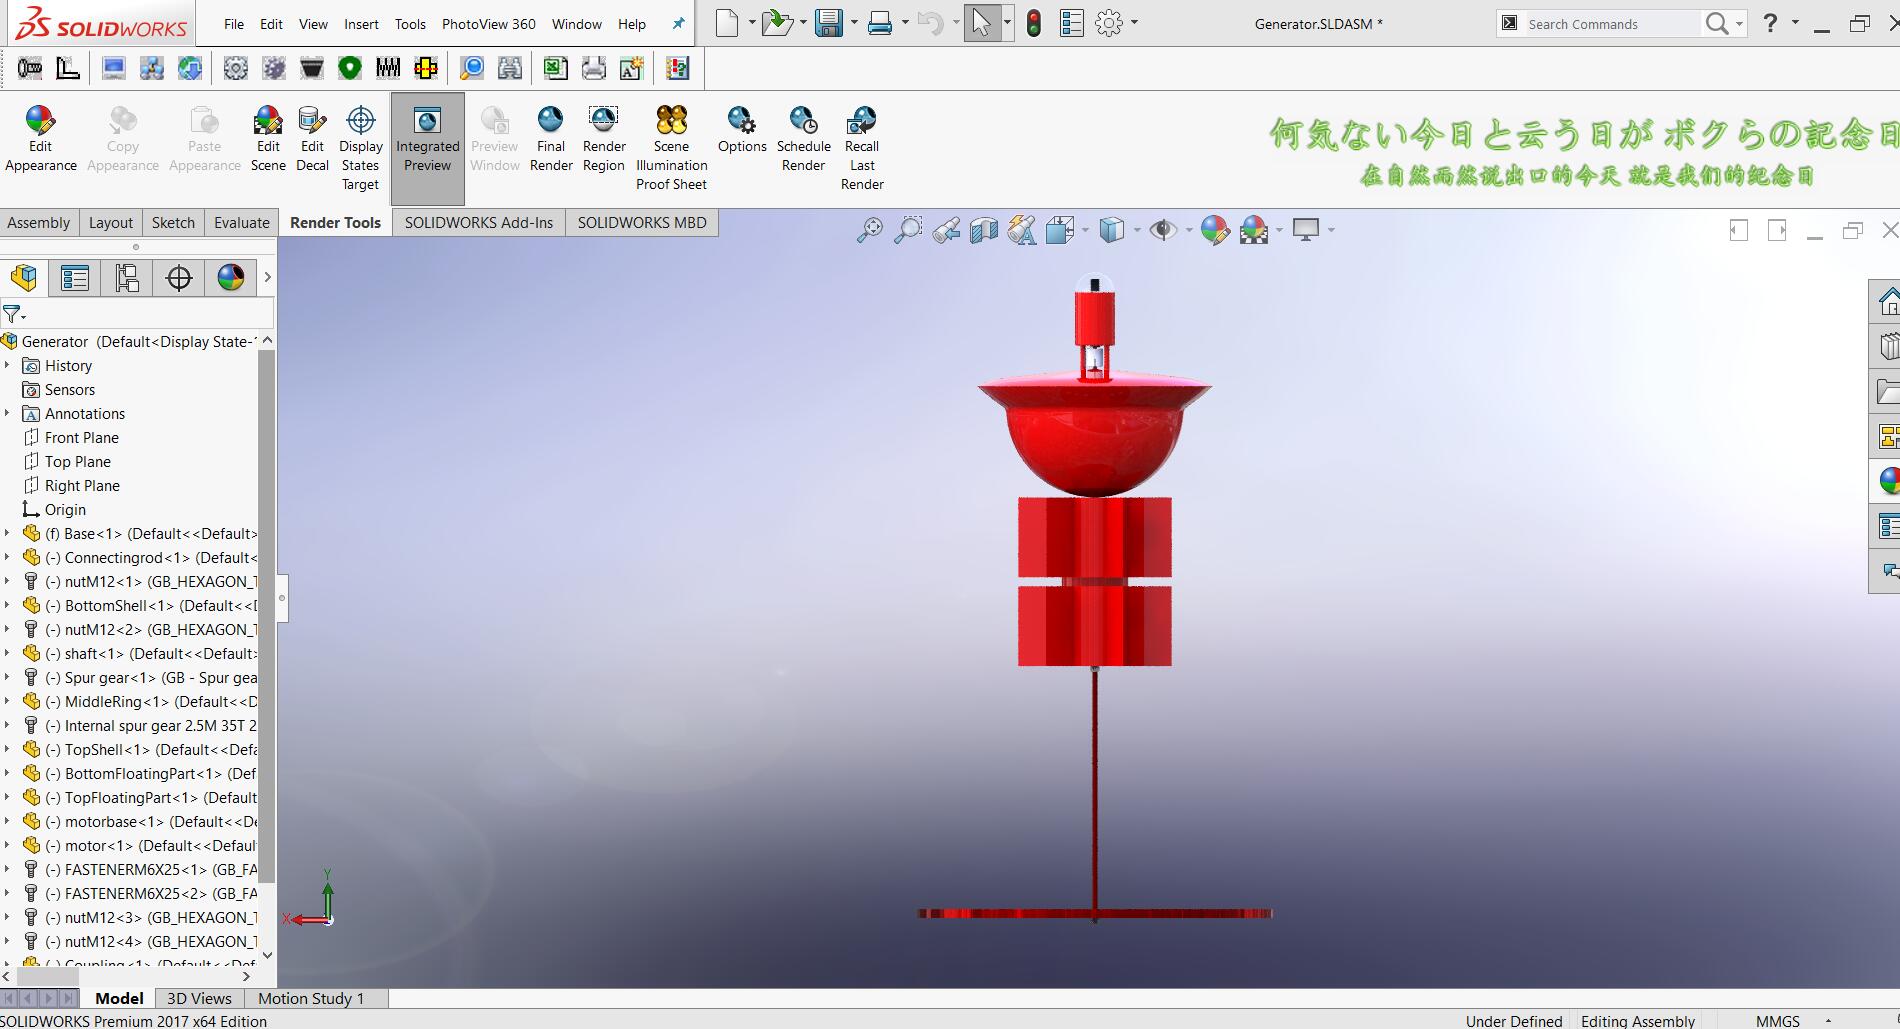 SOLIDWORKS
File Edit View Insert Tools PhotoView 360 Window Help
Generator.SLDASM *
Search Commands
?
Edit Appearance
Copy Appearance
Paste Appearance
Edit Scene
Edit Decal
Display States Target
Integrated Preview
Preview Window
Final Render
Render Region
Scene Illumination Proof Sheet
Options
Schedule Render
Recall Last Render
何気ない今日と云う日が ボクらの記念日
在自然而然说出口的今天 就是我们的纪念日
Assembly Layout Sketch Evaluate Render Tools SOLIDWORKS Add-Ins SOLIDWORKS MBD
Generator (Default<Display State-
History
Sensors
Annotations
Front Plane
Top Plane
Right Plane
Origin
(f) Base<1> (Default<<Default>
(-) Connectingrod<1> (Default<
(-) nutM12<1> (GB_HEXAGON_T
(-) BottomShell<1> (Default<<D
(-) nutM12<2> (GB_HEXAGON_T
(-) shaft<1> (Default<<Default>
(-) Spur gear<1> (GB - Spur gea
(-) MiddleRing<1> (Default<<D
(-) Internal spur gear 2.5M 35T 2
(-) TopShell<1> (Default<<Defa
(-) BottomFloatingPart<1> (Def
(-) TopFloatingPart<1> (Default
(-) motorbase<1> (Default<<De
(-) motor<1> (Default<<Defaul
(-) FASTENERM6X25<1> (GB_FA
(-) FASTENERM6X25<2> (GB_FA
(-) nutM12<3> (GB_HEXAGON_T
(-) nutM12<4> (GB_HEXAGON_T
(-) Coupling<1> (Default<<Def
Y
X
Model 3D Views Motion Study 1
SOLIDWORKS Premium 2017 x64 Edition
Under Defined Editing Assembly MMGS